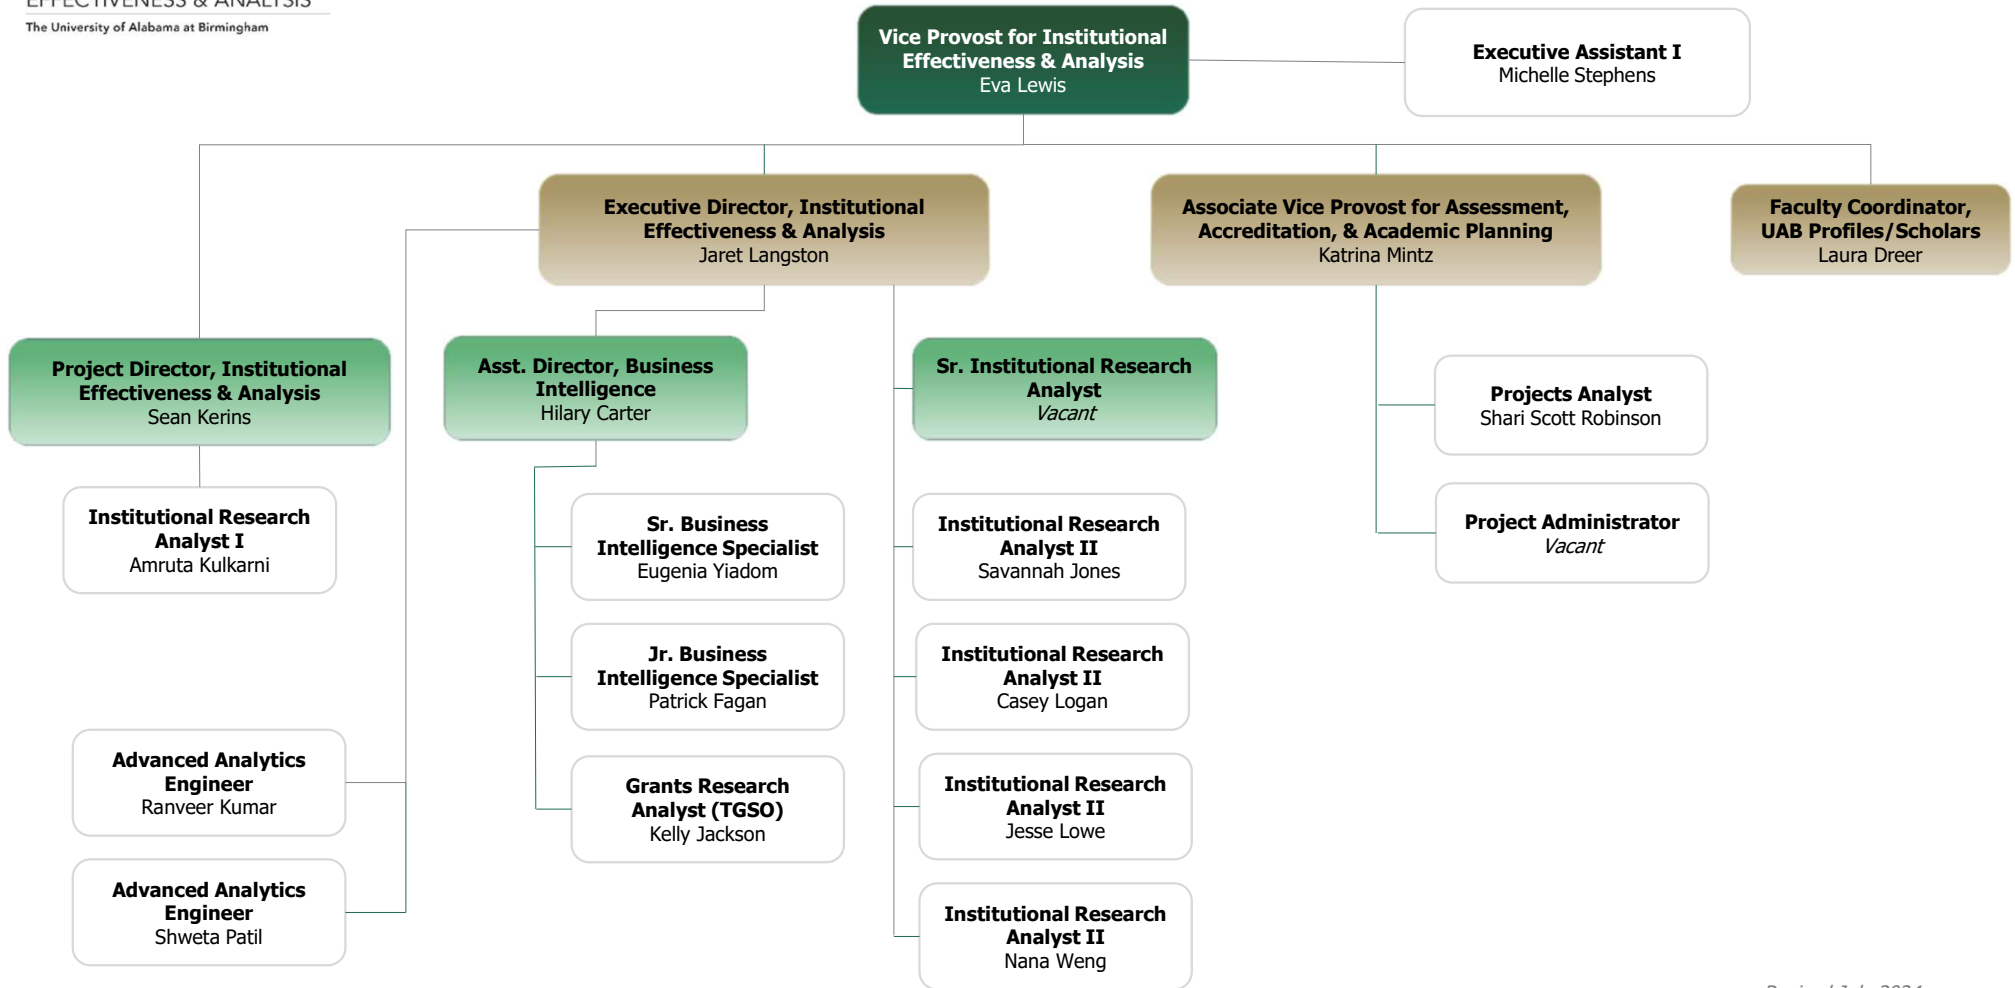 EFFECTIVENESS & ANALYSIS
The University of Alabama at Birmingham
Vice Provost for Institutional
Effectiveness & Analysis
Eva Lewis
Executive Assistant I
Michelle Stephens
Executive Director, Institutional
Effectiveness & Analysis
Jaret Langston
Associate Vice Provost for Assessment,
Accreditation, & Academic Planning
Katrina Mintz
Faculty Coordinator,
UAB Profiles/Scholars
Laura Dreer
Project Director, Institutional
Effectiveness & Analysis
Sean Kerins
Asst. Director, Business
Intelligence
Hilary Carter
Sr. Institutional Research
Analyst
Vacant
Projects Analyst
Shari Scott Robinson
Institutional Research
Analyst I
Amruta Kulkarni
Sr. Business
Intelligence Specialist
Eugenia Yiadom
Institutional Research
Analyst II
Savannah Jones
Project Administrator
Vacant
Jr. Business
Intelligence Specialist
Patrick Fagan
Institutional Research
Analyst II
Casey Logan
Advanced Analytics
Engineer
Ranveer Kumar
Grants Research
Analyst (TGSO)
Kelly Jackson
Institutional Research
Analyst II
Jesse Lowe
Advanced Analytics
Engineer
Shweta Patil
Institutional Research
Analyst II
Nana Weng
Revised July 2024